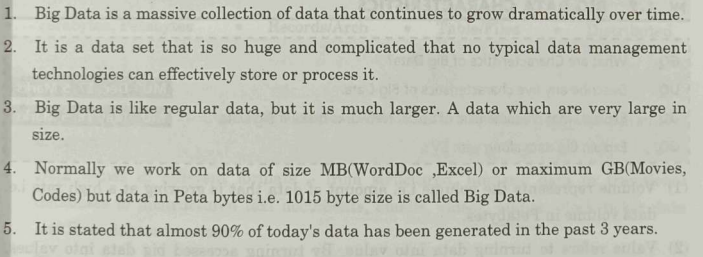 1. Big Data is a massive collection of data that continues to grow dramatically over time.
2. It is a data set that is so huge and complicated that no typical data management
technologies can effectively store or process it.
3. Big Data is like regular data, but it is much larger. A data which are very large in
size.
4. Normally we work on data of size MB(WordDoc ,Excel) or maximum GB(Movies,
Codes) but data in Peta bytes i.e. 1015 byte size is called Big Data.
5. It is stated that almost 90% of today's data has been generated in the past 3 years.